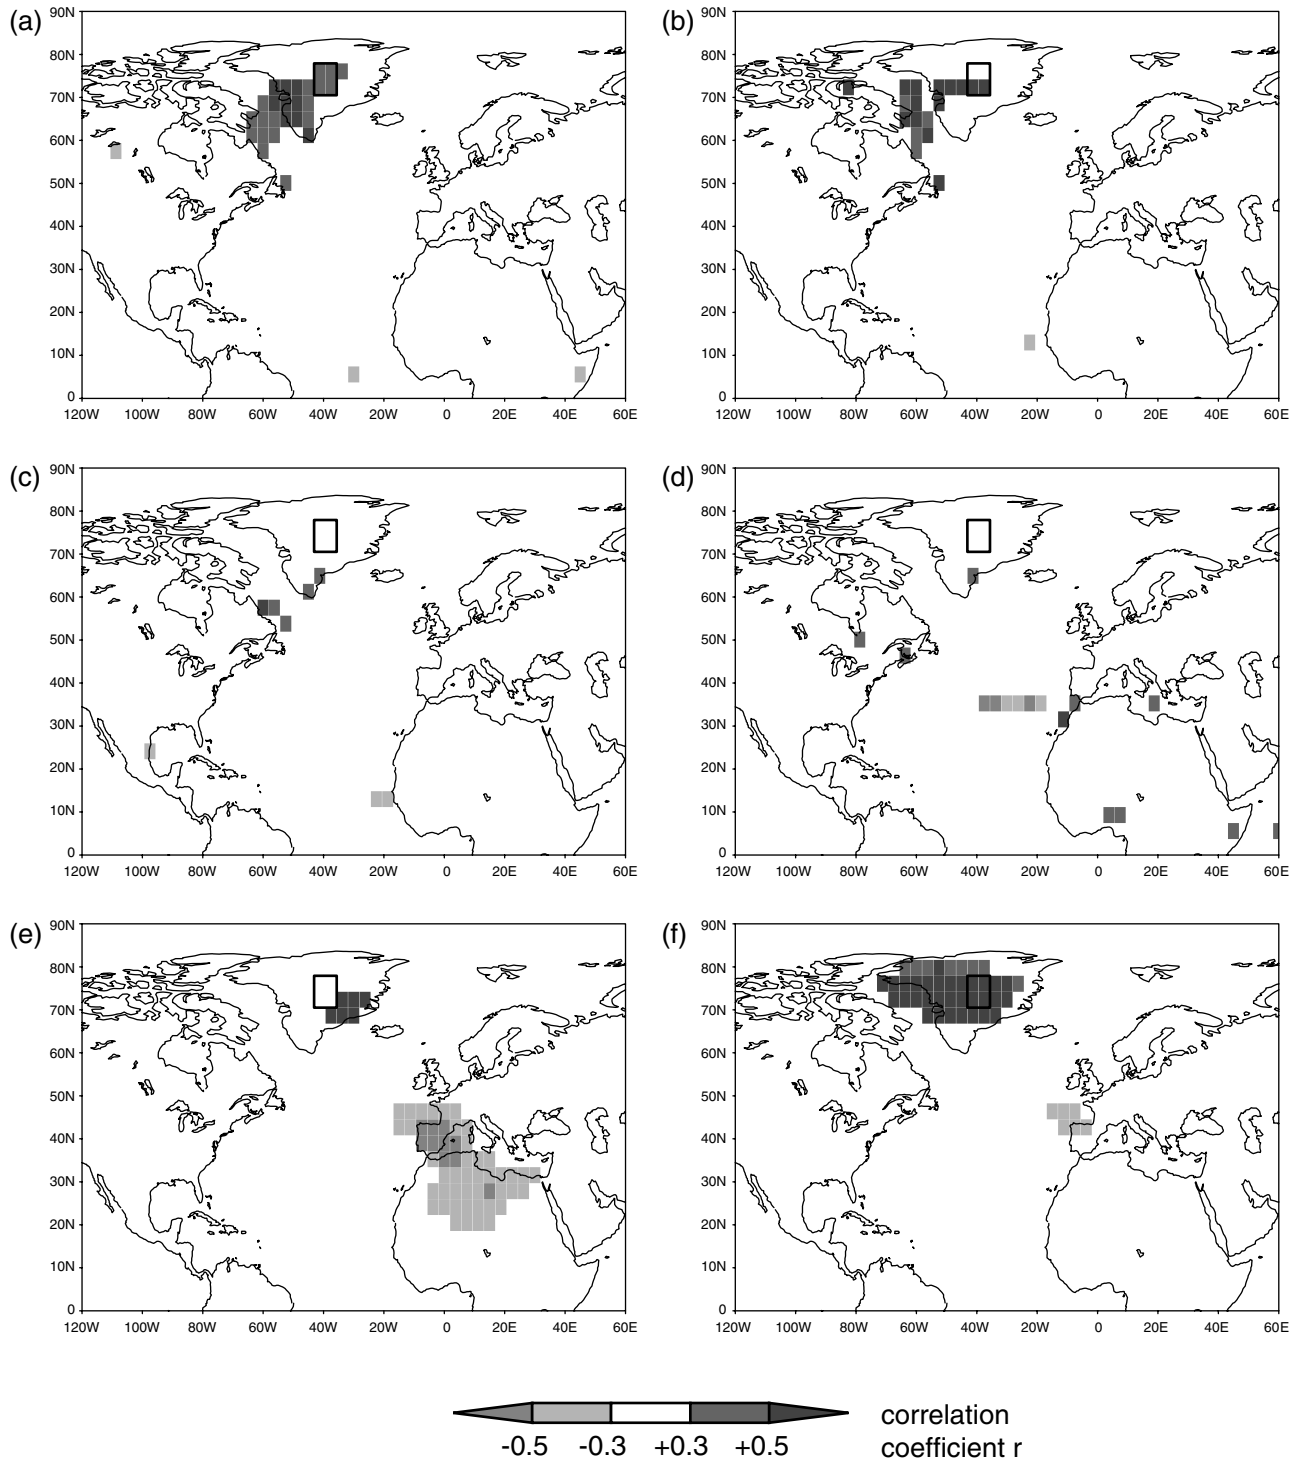 (a) (b)
90N 90N
80N 80N
70N 70N
60N 60N
50N 50N
40N 40N
30N 30N
20N 20N
10N 10N
0 0
120W 100W 80W 60W 40W 20W 0 20E 40E 60E 120W 100W 80W 60W 40W 20W 0 20E 40E 60E
(c) (d)
90N 90N
80N 80N
70N 70N
60N 60N
50N 50N
40N 40N
30N 30N
20N 20N
10N 10N
0 0
120W 100W 80W 60W 40W 20W 0 20E 40E 60E 120W 100W 80W 60W 40W 20W 0 20E 40E 60E
(e) (f)
90N 90N
80N 80N
70N 70N
60N 60N
50N 50N
40N 40N
30N 30N
20N 20N
10N 10N
0 0
120W 100W 80W 60W 40W 20W 0 20E 40E 60E 120W 100W 80W 60W 40W 20W 0 20E 40E 60E
correlation
-0.5 -0.3 +0.3 +0.5 coefficient r